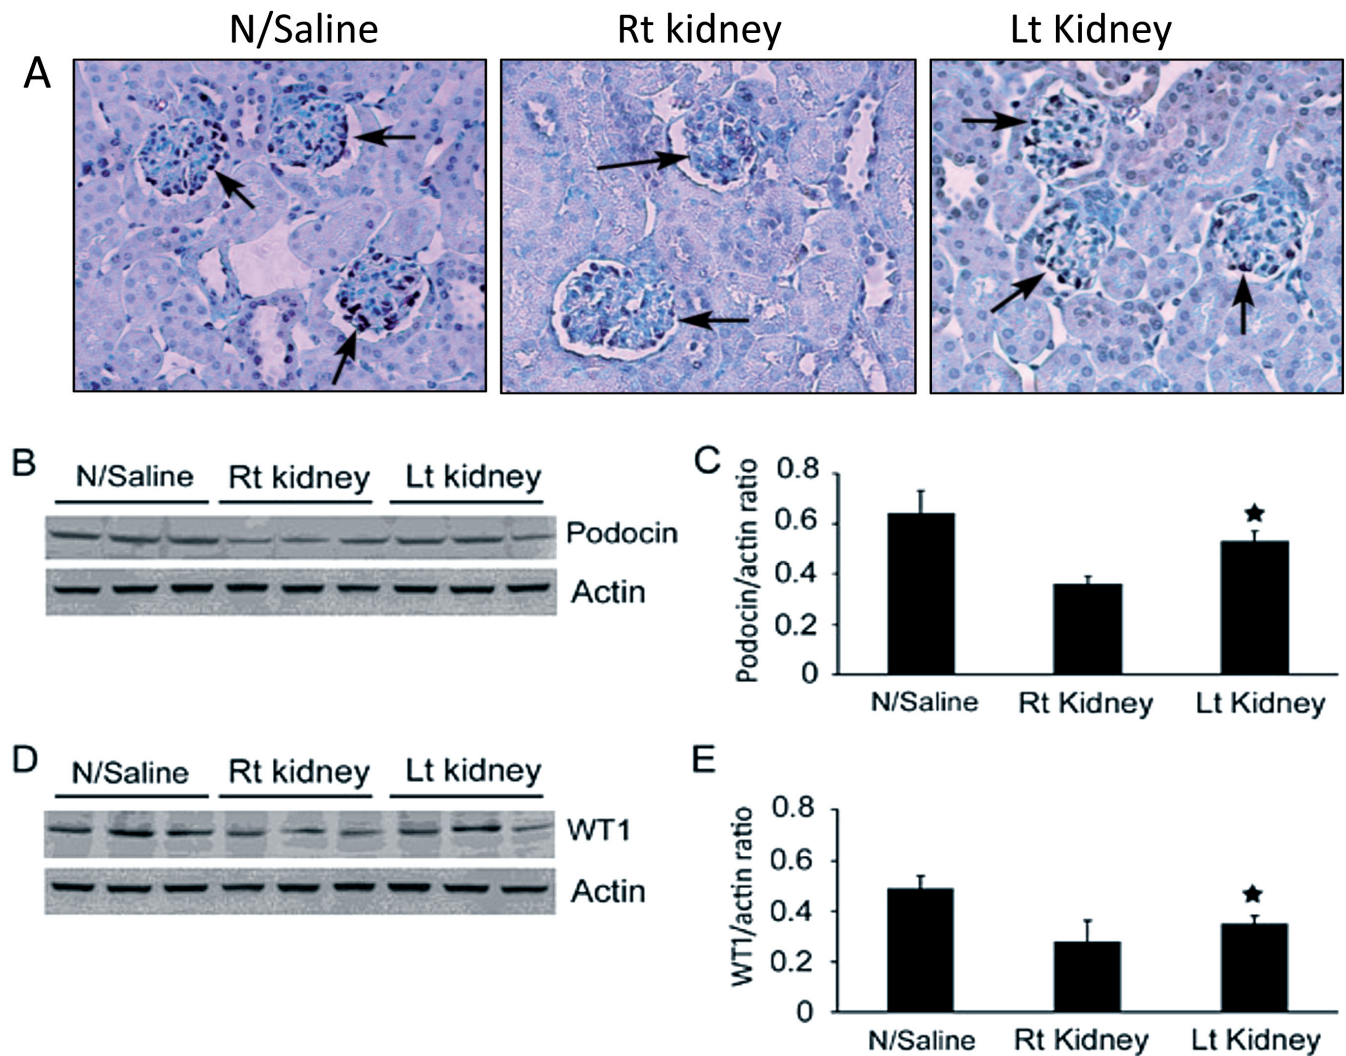 N/Saline Rt kidney Lt Kidney
A
B
N/Saline Rt kidney Lt kidney
Podocin
Actin
C
Podocin/actin ratio
0.8
0.6
0.4
0.2
0
N/Saline Rt Kidney Lt Kidney
D
N/Saline Rt kidney Lt kidney
WT1
Actin
E
WT1/actin ratio
0.8
0.6
0.4
0.2
0
N/Saline Rt Kidney Lt Kidney